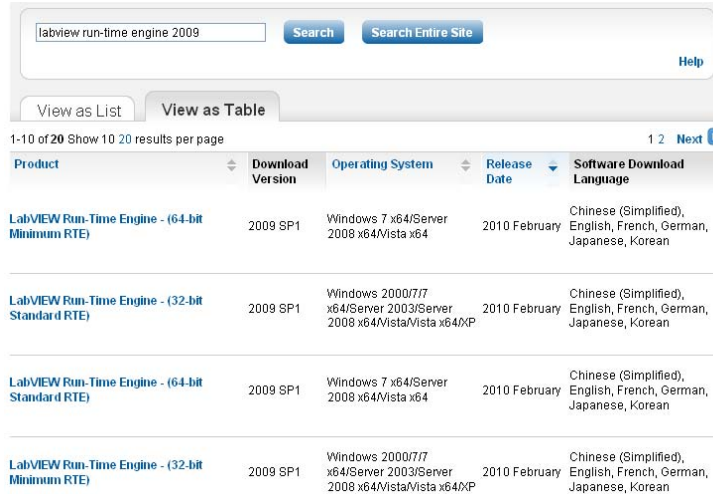 labview run-time engine 2009
Search
Search Entire Site
Help
View as List
View as Table
1-10 of 20 Show 10 20 results per page
1 2 Next
Product
Download Version
Operating System
Release Date
Software Download Language
LabVIEW Run-Time Engine - (64-bit
Minimum RTE)
2009 SP1
Windows 7 x64/Server
2008 x64/Vista x64
2010 February
Chinese (Simplified),
English, French, German,
Japanese, Korean
LabVIEW Run-Time Engine - (32-bit
Standard RTE)
2009 SP1
Windows 2000/7/7
x64/Server 2003/Server
2008 x64/Vista/Vista x64/XP
2010 February
Chinese (Simplified),
English, French, German,
Japanese, Korean
LabVIEW Run-Time Engine - (64-bit
Standard RTE)
2009 SP1
Windows 7 x64/Server
2008 x64/Vista x64
2010 February
Chinese (Simplified),
English, French, German,
Japanese, Korean
LabVIEW Run-Time Engine - (32-bit
Minimum RTE)
2009 SP1
Windows 2000/7/7
x64/Server 2003/Server
2008 x64/Vista/Vista x64/XP
2010 February
Chinese (Simplified),
English, French, German,
Japanese, Korean